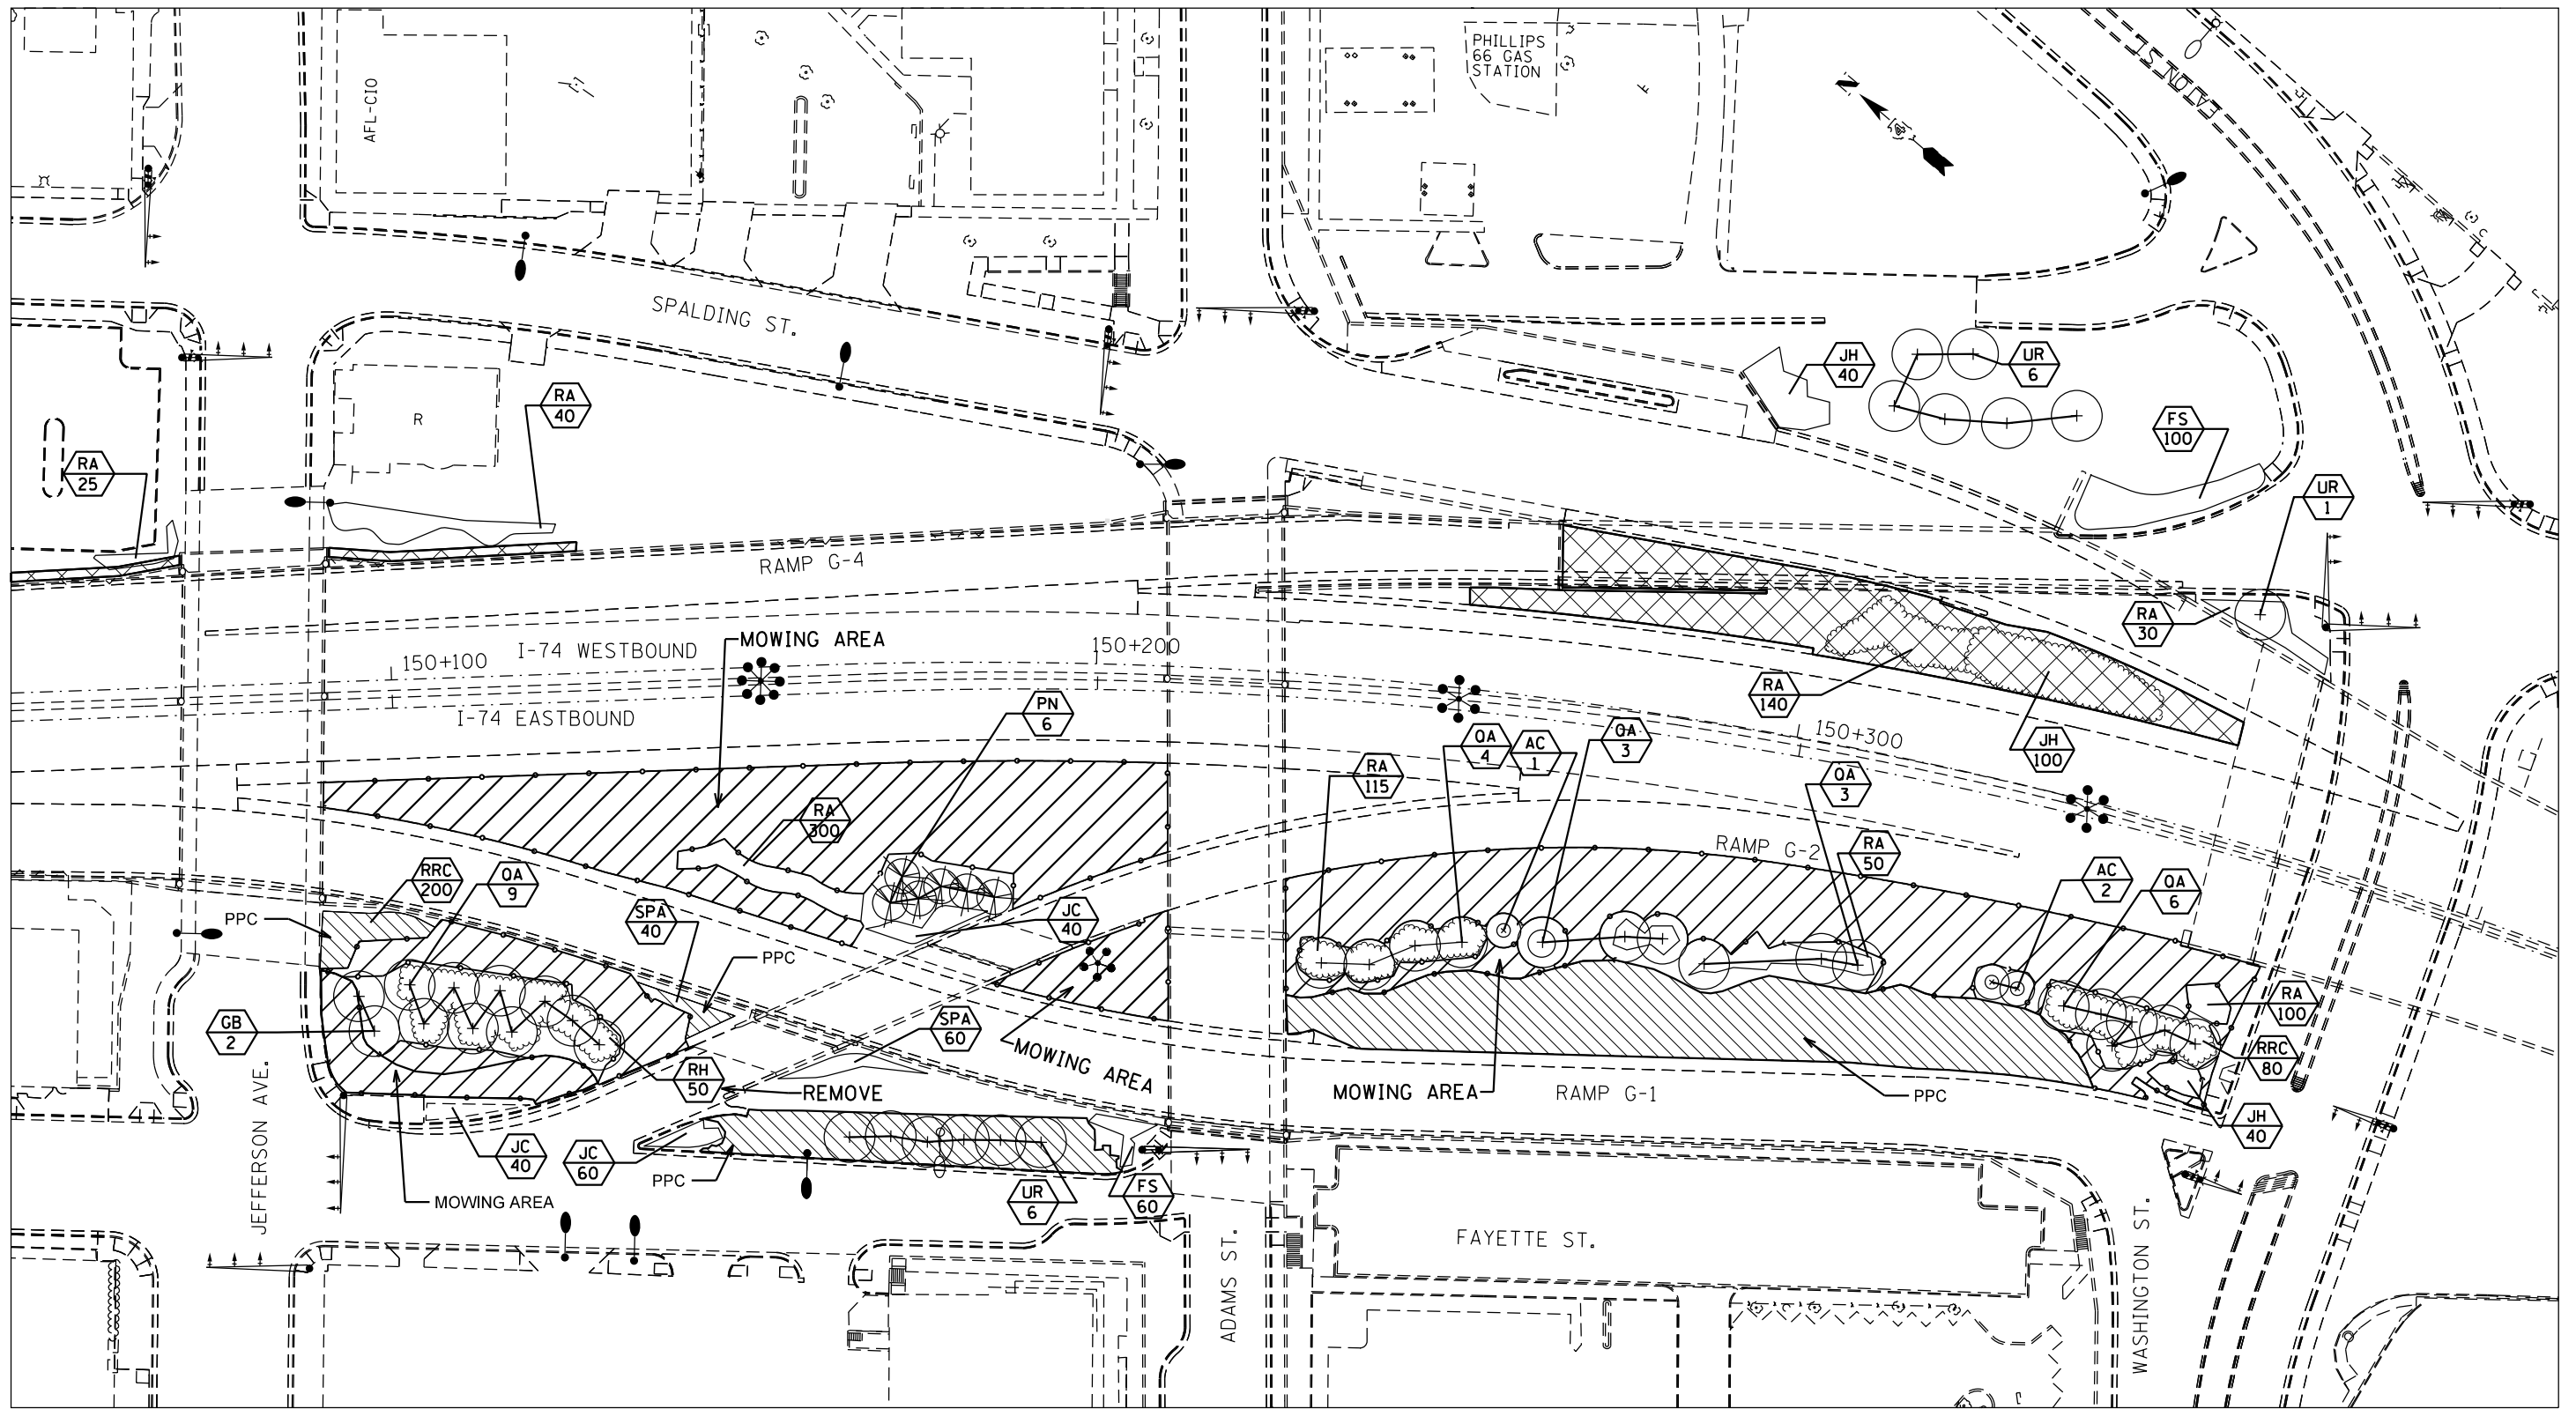 PHILLIPS
66 GAS
STATION
EATON ST.
N
AFL-CIO
SPALDING ST.
JH
40
UR
6
RA
40
R
FS
100
RA
25
UR
1
RAMP G-4
RA
30
MOWING AREA
I-74 WESTBOUND
150+100
150+200
RA
140
I-74 EASTBOUND
PN
6
150+300
JH
100
OA
4
AC
1
OA
3
RA
115
OA
3
RA
300
RAMP G-2
RA
50
RRC
200
OA
9
AC
2
OA
6
PPC
SPA
40
JC
40
PPC
RA
100
GB
2
SPA
60
RRC
80
MOWING AREA
RH
50
REMOVE
MOWING AREA
RAMP G-1
PPC
JEFFERSON AVE.
JH
40
JC
40
JC
60
PPC
MOWING AREA
UR
6
FS
60
ADAMS ST.
FAYETTE ST.
WASHINGTON ST.